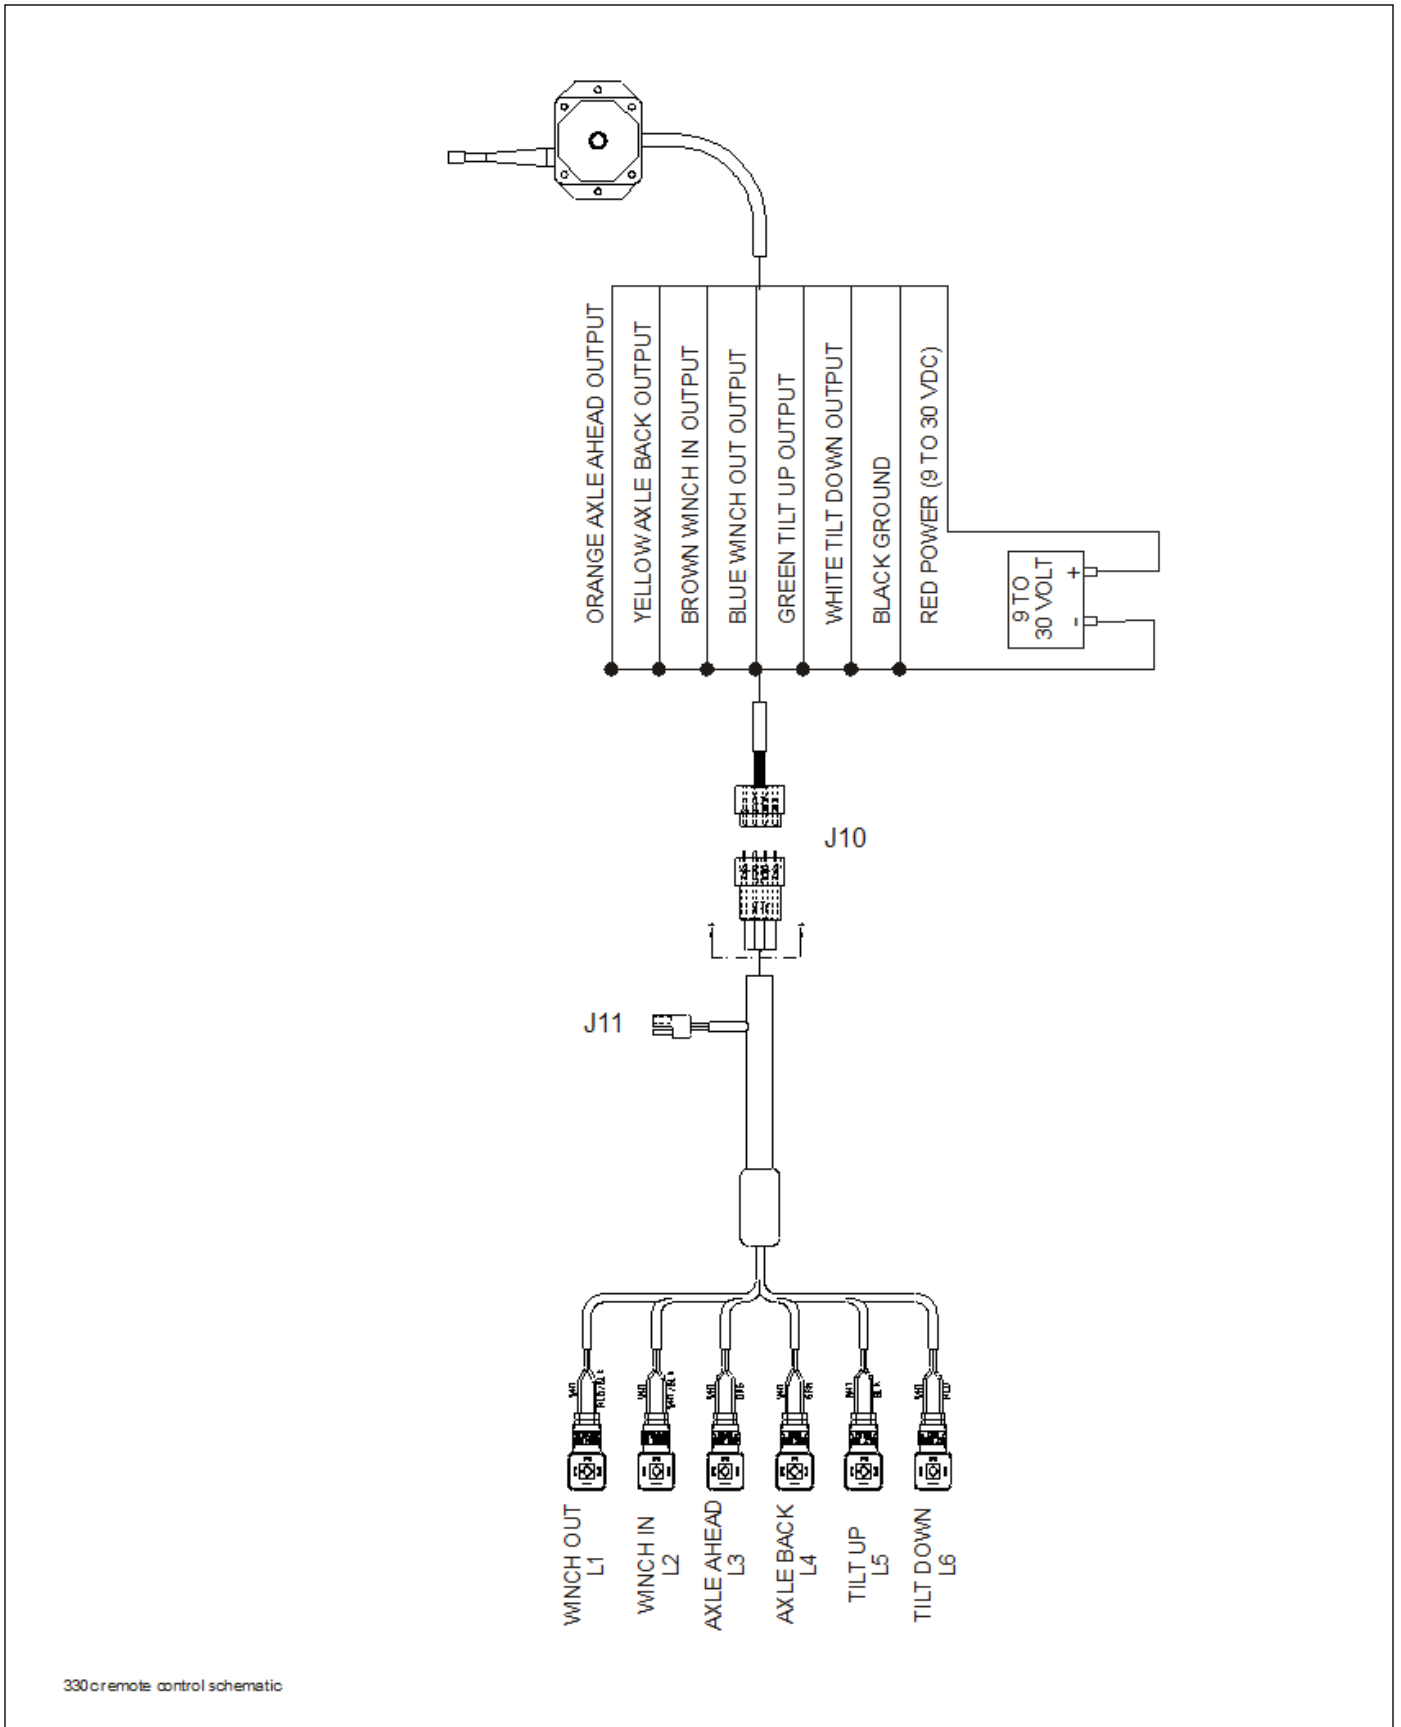 ORANGE AXLE AHEAD OUTPUT
YELLOW AXLE BACK OUTPUT
BROWN WINCH IN OUTPUT
BLUE WINCH OUT OUTPUT
GREEN TILT UP OUTPUT
WHITE TILT DOWN OUTPUT
BLACK GROUND
RED POWER (9 TO 30 VDC)
9 TO
30 VOLT
- +
J10
J11
BLK
WINCH OUT
L1
WINCH IN
L2
AXLE AHEAD
L3
AXLE BACK
L4
TILT UP
L5
TILT DOWN
L6
330c remote control schematic